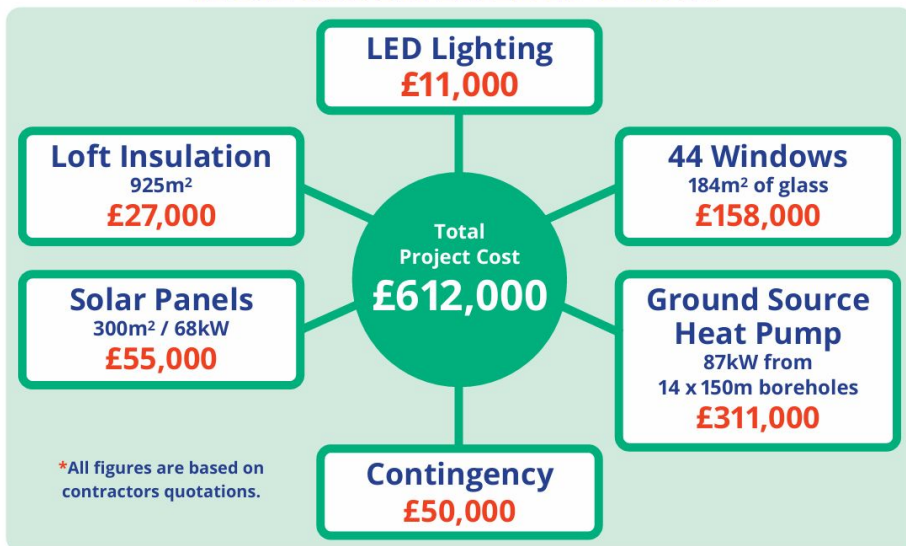 LED Lighting
£11,000
Loft Insulation
925m²
£27,000
44 Windows
184m² of glass
£158,000
Total
Project Cost
£612,000
Solar Panels
300m² / 68kW
£55,000
Ground Source
Heat Pump
87kW from
14 x 150m boreholes
£311,000
Contingency
£50,000
*All figures are based on
contractors quotations.